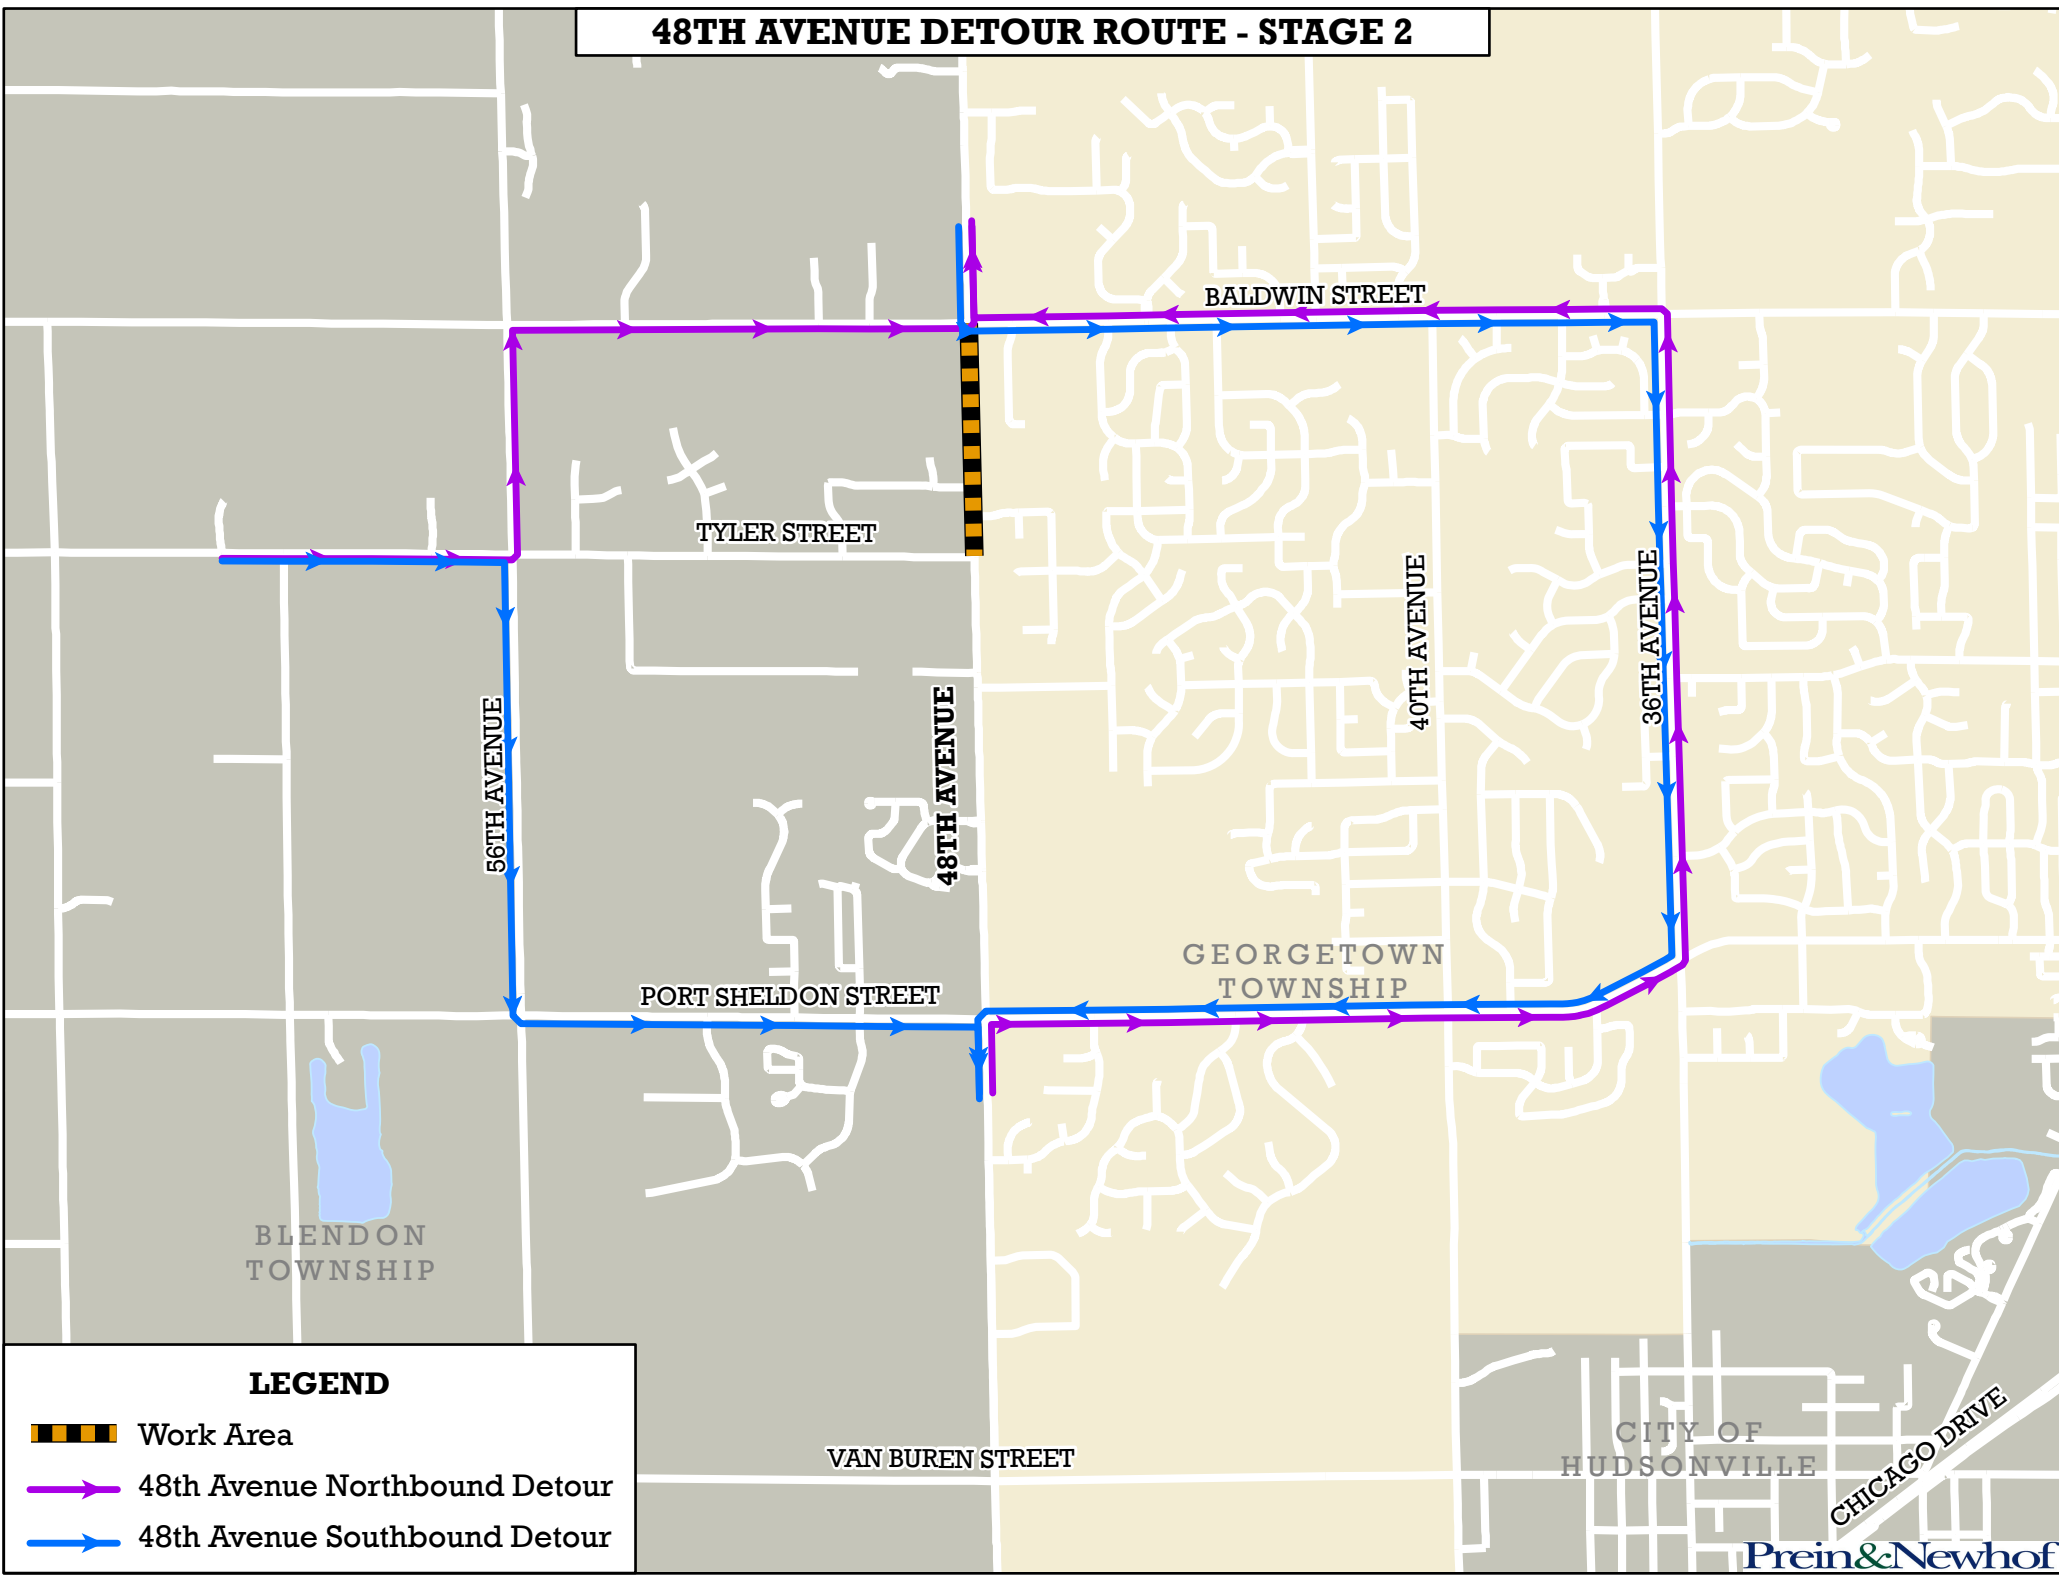 48TH AVENUE DETOUR ROUTE - STAGE 2
BALDWIN STREET
TYLER STREET
40TH AVENUE
36TH AVENUE
56TH AVENUE
48TH AVENUE
GEORGETOWN
TOWNSHIP
PORT SHELDON STREET
BLENDON
TOWNSHIP
LEGEND
Work Area
48th Avenue Northbound Detour
48th Avenue Southbound Detour
VAN BUREN STREET
CITY OF
HUDSONVILLE
CHICAGO DRIVE
Prein&Newhof